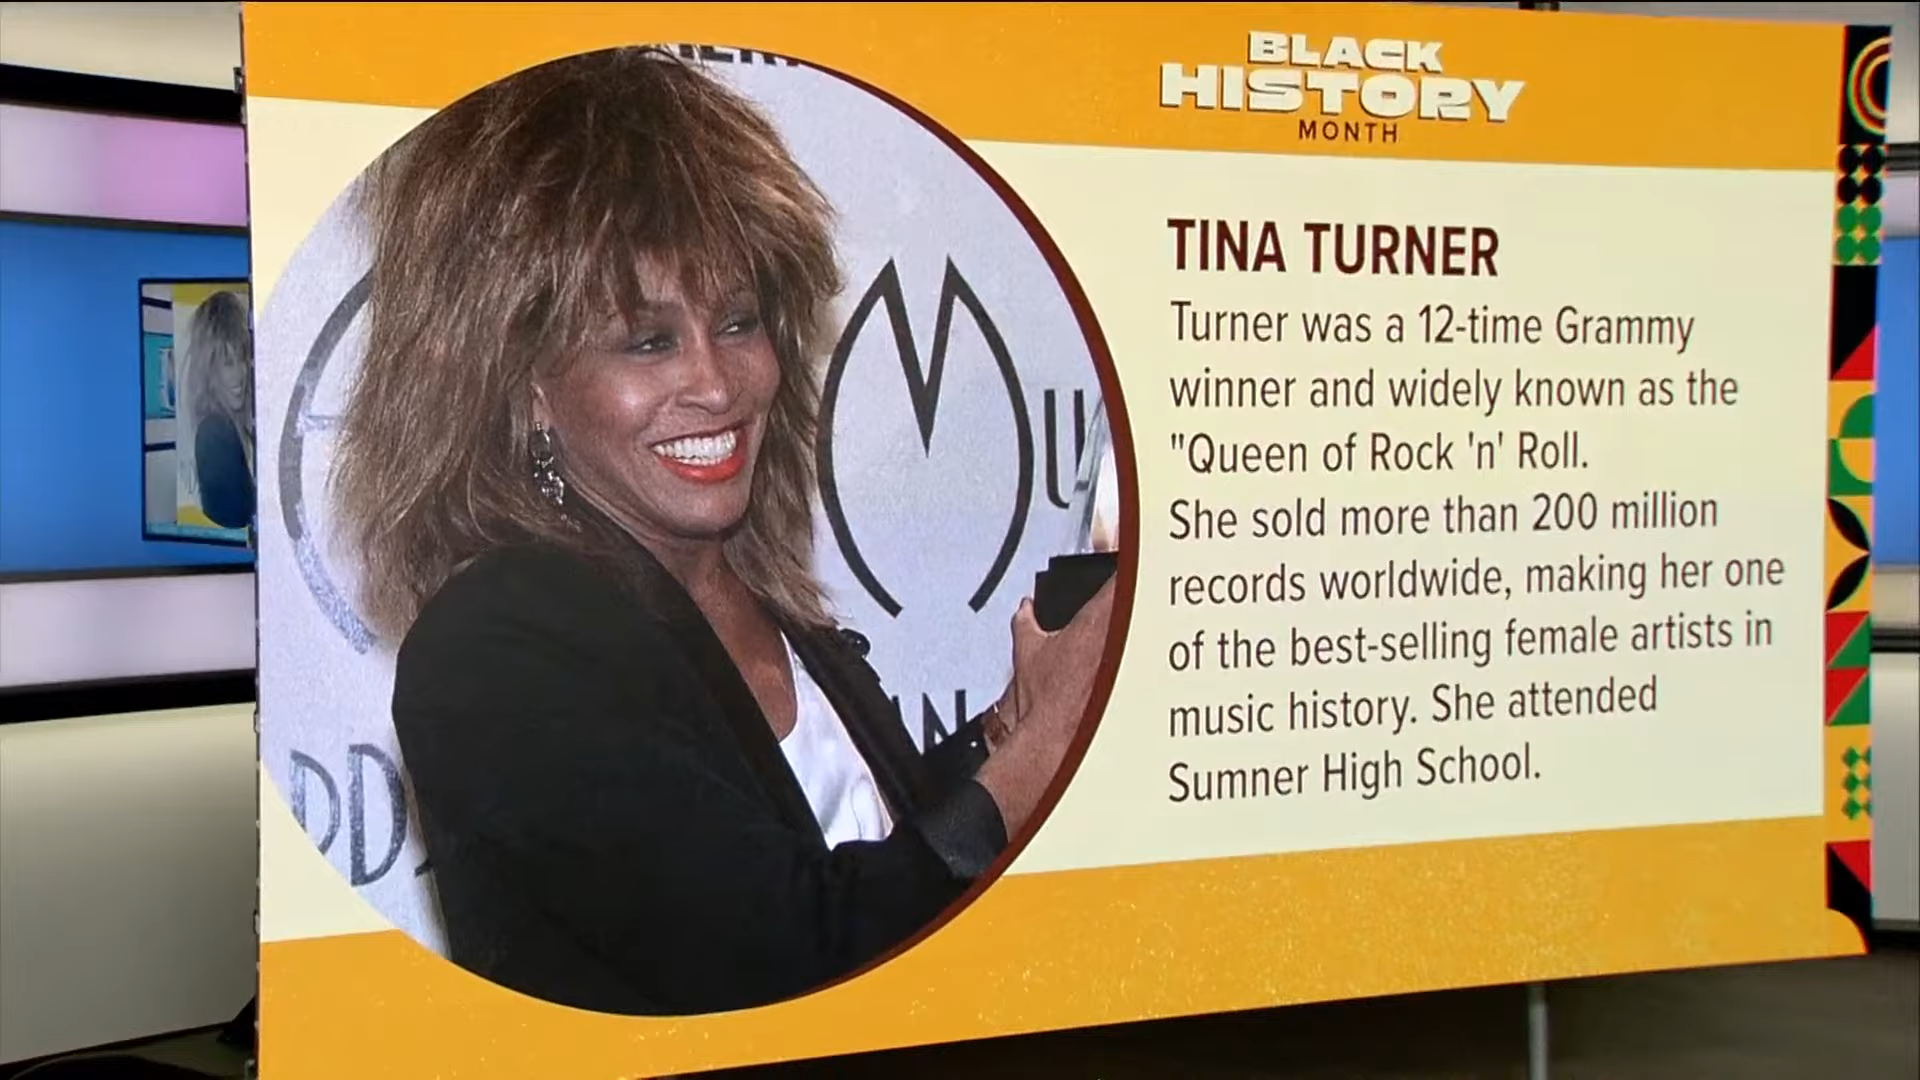 BLACK
HISTORY
MONTH
TINA TURNER
Turner was a 12-time Grammy
winner and widely known as the
"Queen of Rock 'n' Roll.
She sold more than 200 million
records worldwide, making her one
of the best-selling female artists in
music history. She attended
Sumner High School.